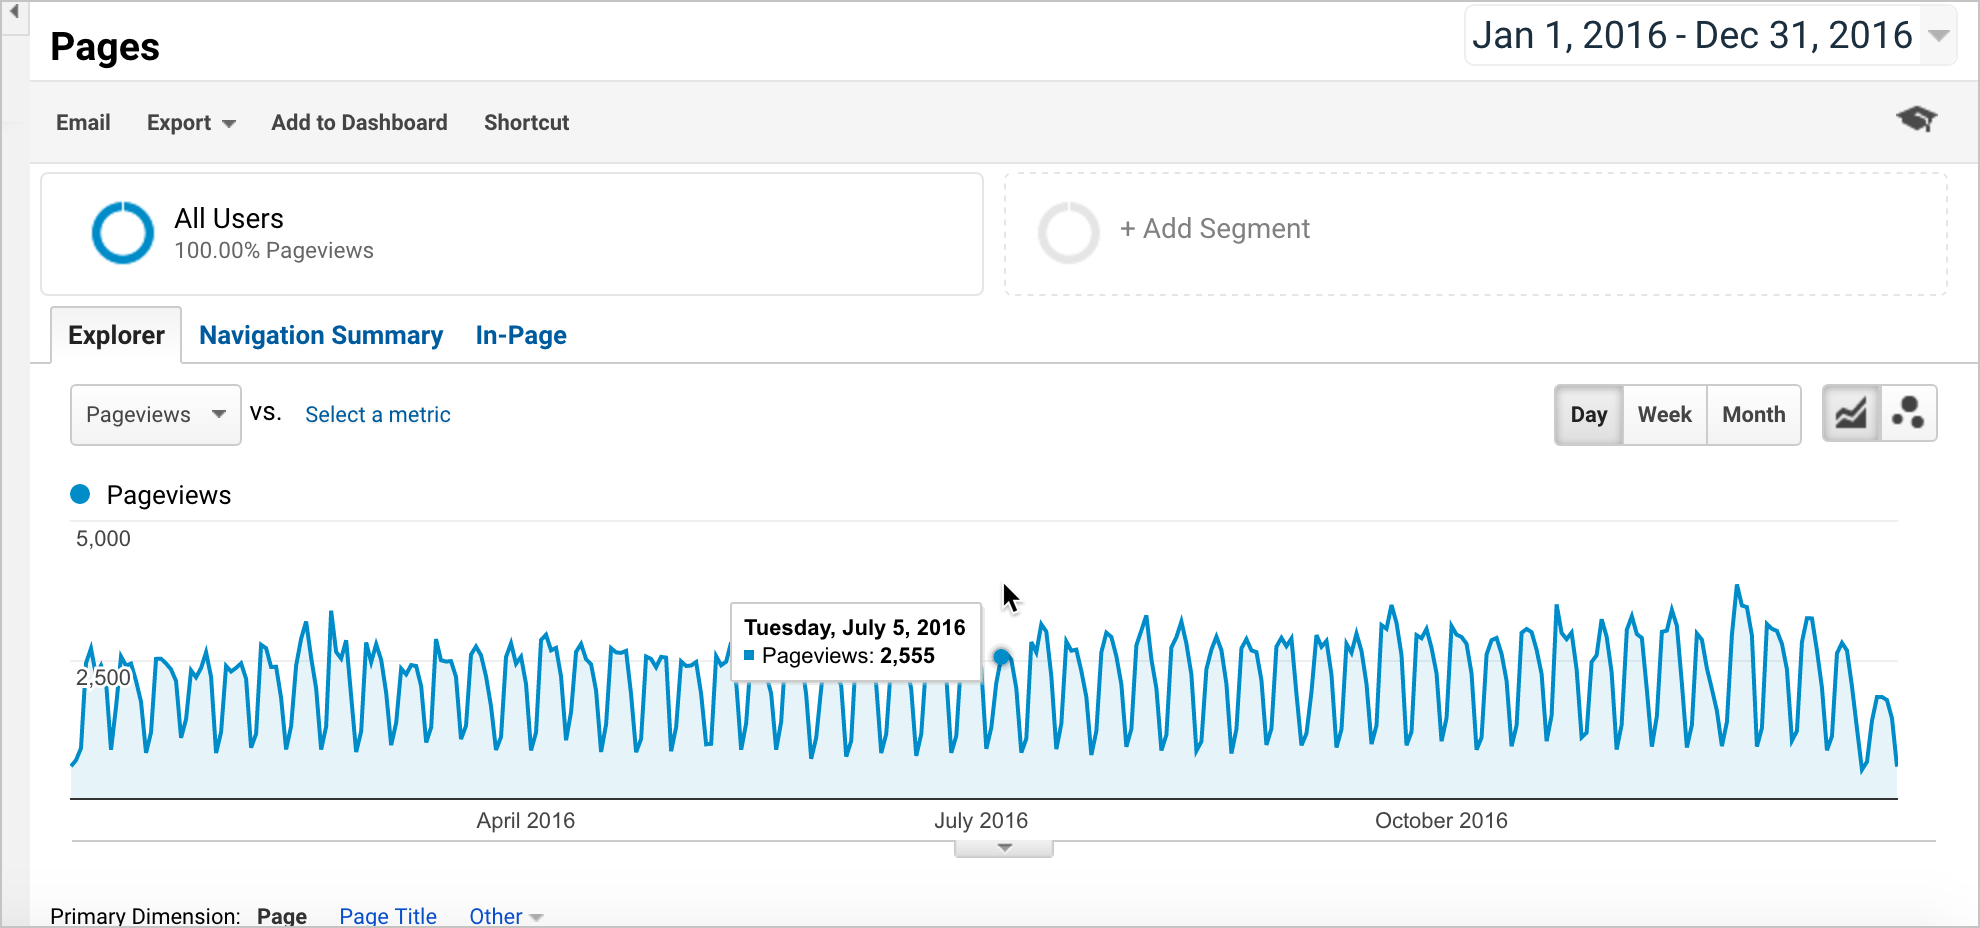 Pages
Jan 1, 2016 - Dec 31, 2016
Email Export Add to Dashboard Shortcut
All Users
100.00% Pageviews
+ Add Segment
Explorer Navigation Summary In-Page
Pageviews VS. Select a metric
Day Week Month
Pageviews
5,000
2,500
Tuesday, July 5, 2016
Pageviews: 2,555
April 2016 July 2016 October 2016
Primary Dimension: Page Page Title Other